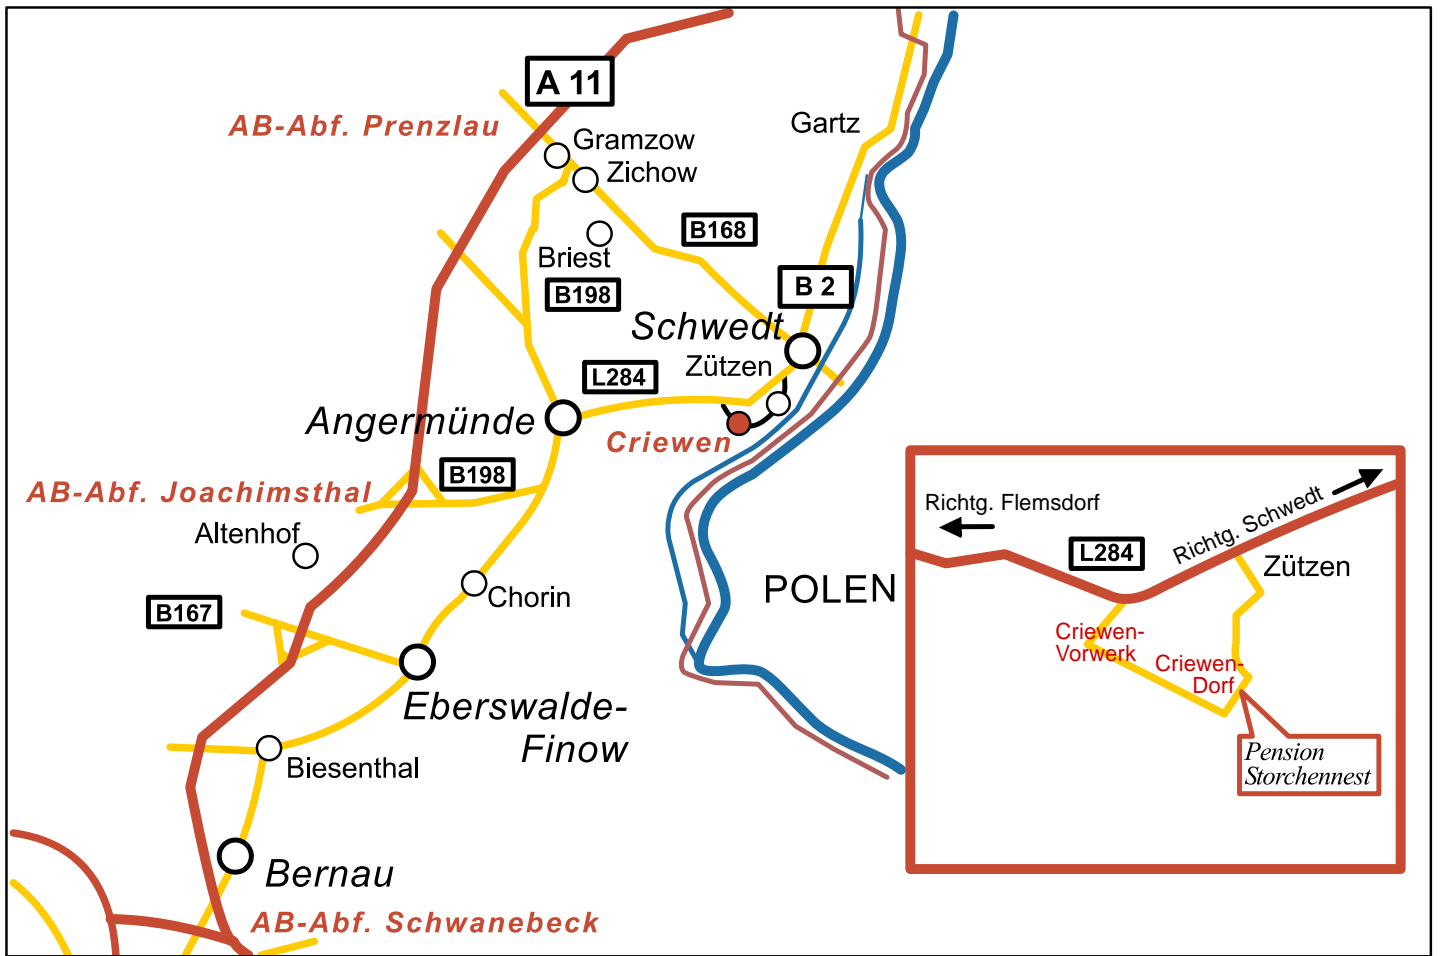 A 11
AB-Abf. Prenzlau
Gramzow
Zichow
Gartz
B168
Briest
B198
B 2
Schwedt
Zützen
L284
Angermünde
Criewen
B198
AB-Abf. Joachimsthal
Altenhof
Chorin
B167
POLEN
Eberswalde-
Finow
Biesenthal
Bernau
AB-Abf. Schwanebeck
Richtg. Flemsdorf
Richtg. Schwedt
L284
Zützen
Criewen-
Vorwerk
Criewen-
Dorf
Pension
Storchennest